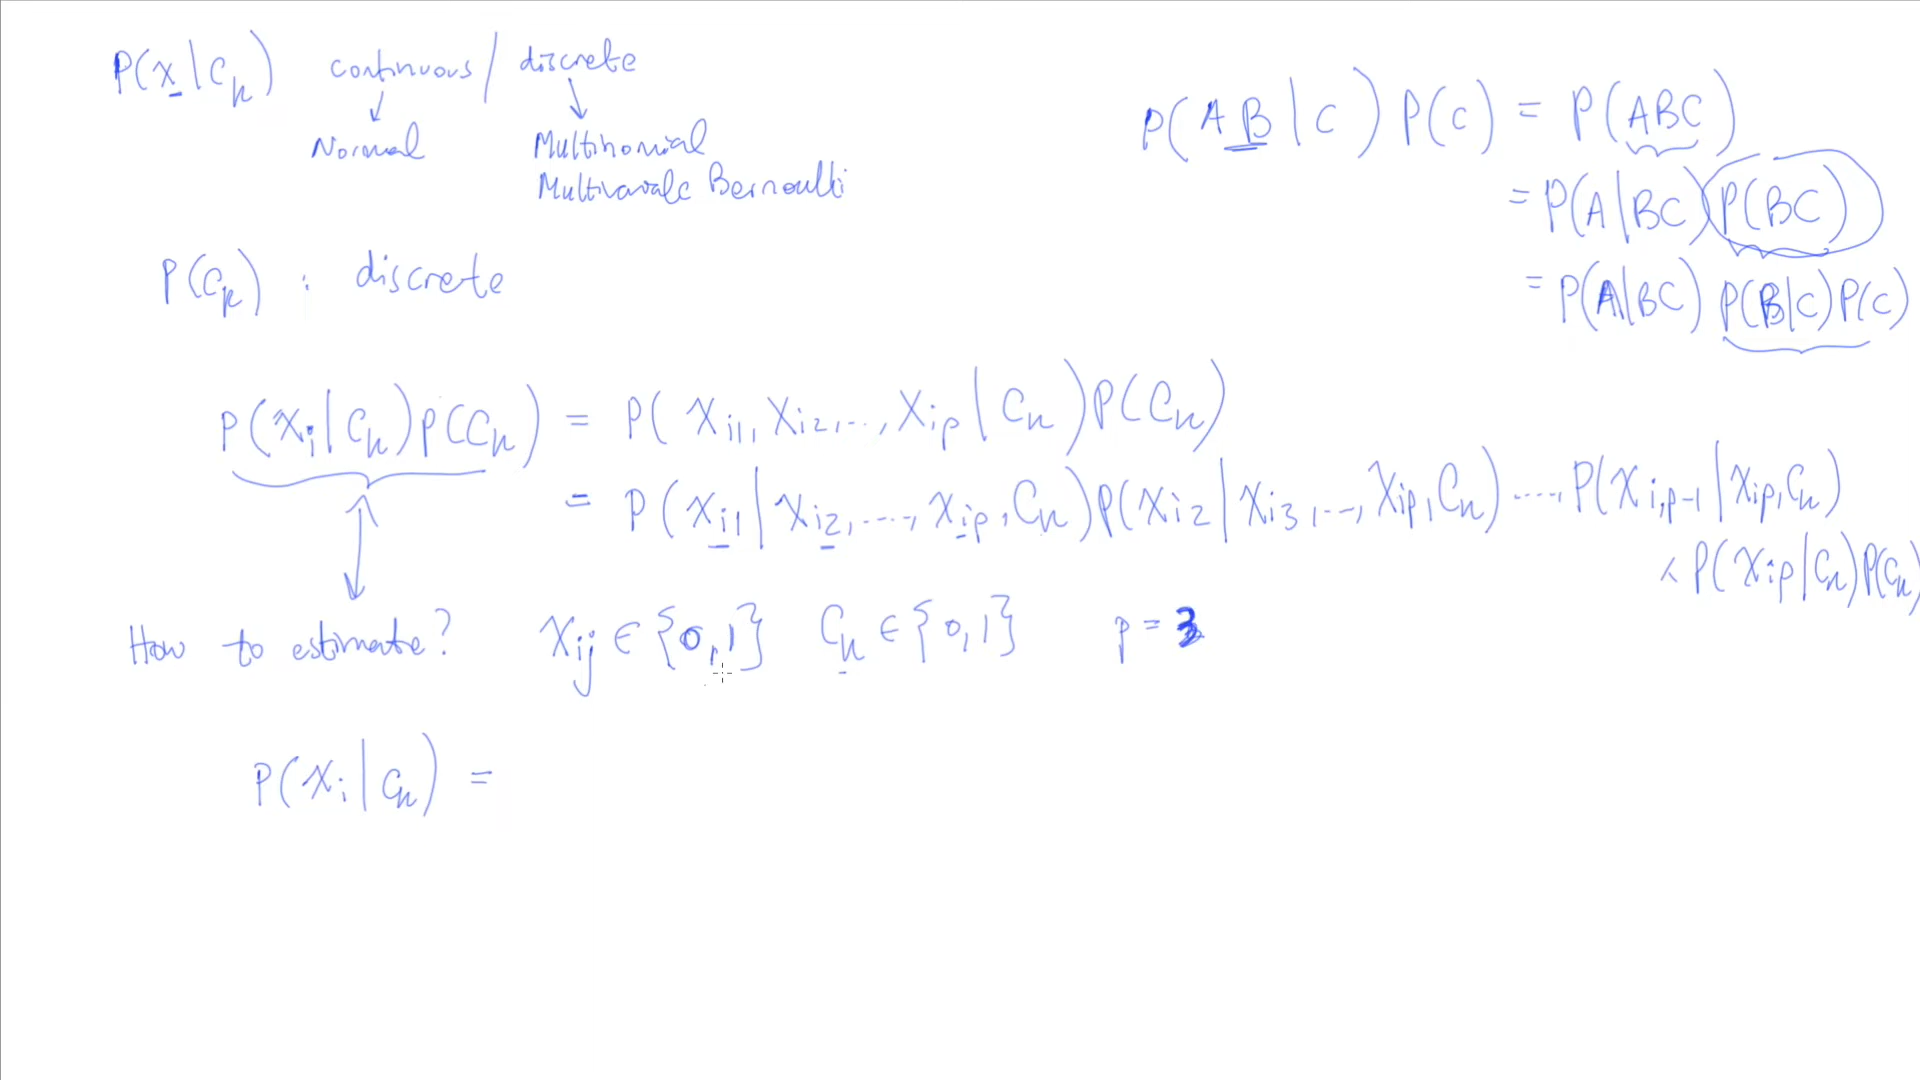 P(x|C_k) continuous / discrete
Normal
Multinomial
Multivariate Bernoulli
P(AB|C)P(C) = P(ABC)
= P(A|BC)P(BC)
= P(A|BC)P(B|C)P(C)
P(C_k) : discrete
P(x_i|C_k)P(C_k) = P(x_i1, x_i2, ..., x_ip|C_k)P(C_k)
= P(x_i1|x_i2, ..., x_ip, C_k)P(x_i2|x_i3, ..., x_ip, C_k) ...., P(x_i,p-1|x_ip, C_k)
× P(x_ip|C_k)P(C_k)
How to estimate? x_ij ∈ {0,1} C_k ∈ {0,1} p = 3
P(x_i|C_k) =